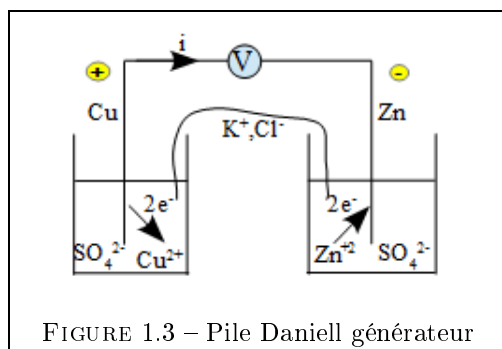 i
+ V -
Cu Zn
K⁺,Cl⁻
2e⁻ 2e⁻
SO₄²⁻ Cu²⁺ Zn⁺² SO₄²⁻
FIGURE 1.3 – Pile Daniell générateur